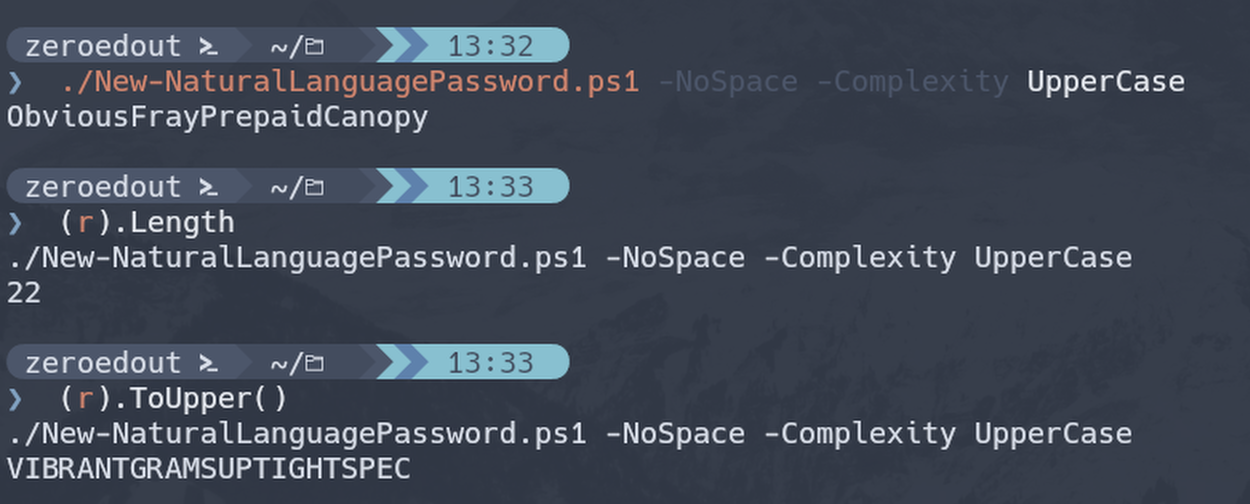 zeroedout ~/ 13:32
❯ ./New-NaturalLanguagePassword.ps1 -NoSpace -Complexity UpperCase
ObviousFrayPrepaidCanopy
zeroedout ~/ 13:33
❯ (r).Length
./New-NaturalLanguagePassword.ps1 -NoSpace -Complexity UpperCase
22
zeroedout ~/ 13:33
❯ (r).ToUpper()
./New-NaturalLanguagePassword.ps1 -NoSpace -Complexity UpperCase
VIBRANTGRAMSUPTIGHTSPEC